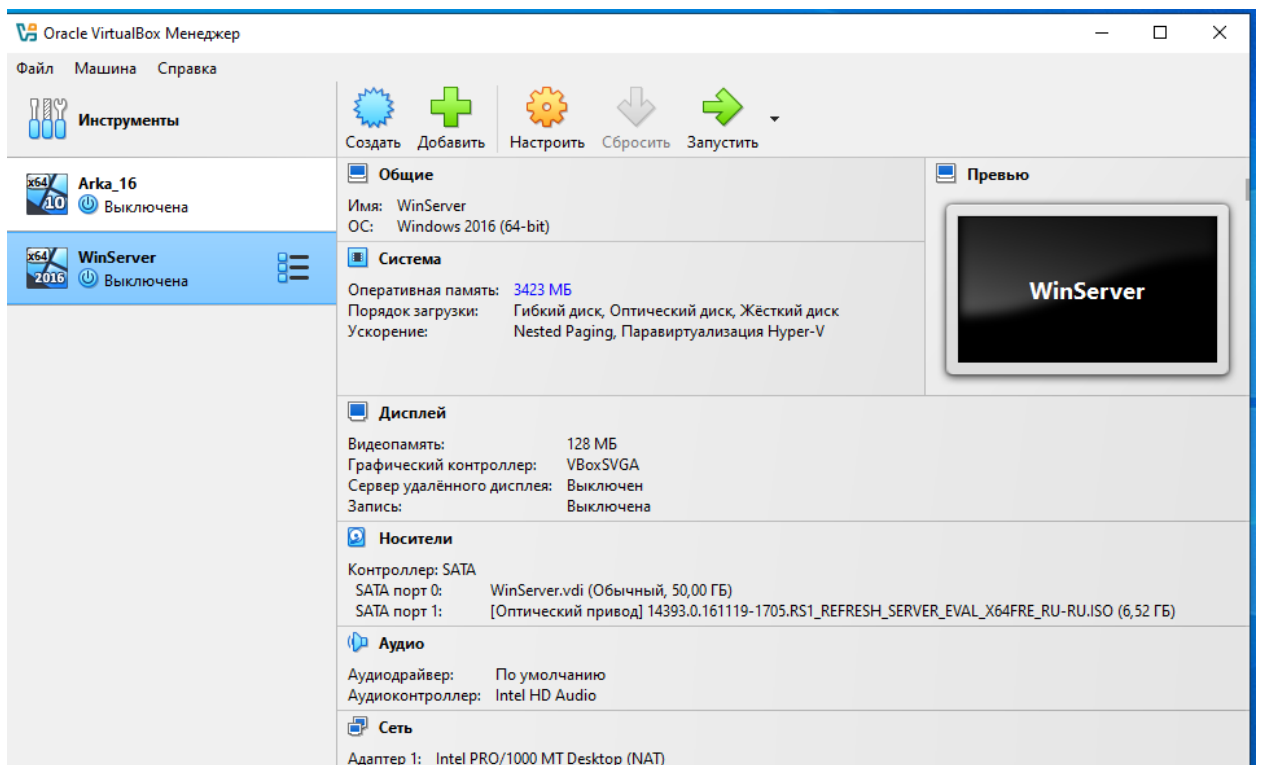 Oracle VirtualBox Менеджер
Файл Машина Справка
Инструменты
Создать Добавить Настроить Сбросить Запустить
x64 10 Arka_16
Выключена
x64 2016 WinServer
Выключена
Общие
Имя: WinServer
ОС: Windows 2016 (64-bit)
Превью
WinServer
Система
Оперативная память: 3423 МБ
Порядок загрузки: Гибкий диск, Оптический диск, Жёсткий диск
Ускорение: Nested Paging, Паравиртуализация Hyper-V
Дисплей
Видеопамять: 128 МБ
Графический контроллер: VBoxSVGA
Сервер удалённого дисплея: Выключен
Запись: Выключена
Носители
Контроллер: SATA
SATA порт 0: WinServer.vdi (Обычный, 50,00 ГБ)
SATA порт 1: [Оптический привод] 14393.0.161119-1705.RS1_REFRESH_SERVER_EVAL_X64FRE_RU-RU.ISO (6,52 ГБ)
Аудио
Аудиодрайвер: По умолчанию
Аудиоконтроллер: Intel HD Audio
Сеть
Адаптер 1: Intel PRO/1000 MT Desktop (NAT)